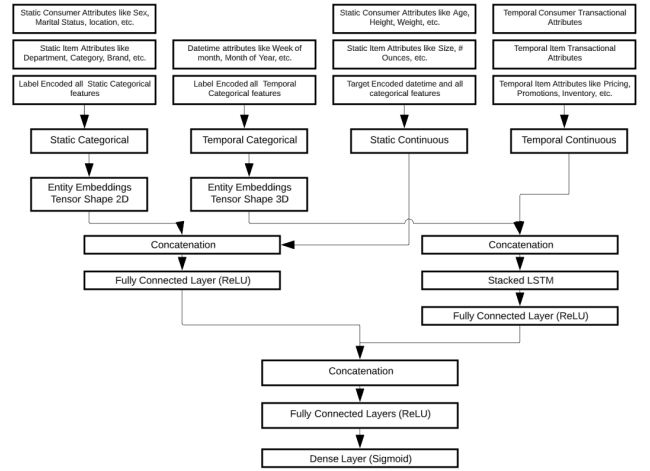 Static Consumer Attributes like Sex,
Marital Status, location, etc.
Static Consumer Attributes like Age,
Height, Weight, etc.
Temporal Consumer Transactional
Attributes
Static Item Attributes like
Department, Category, Brand, etc.
Datetime attributes like Week of
month, Month of Year, etc.
Static Item Attributes like Size, #
Ounces, etc.
Temporal Item Transactional
Attributes
Label Encoded all Static Categorical
features
Label Encoded all Temporal
Categorical features
Target Encoded datetime and all
categorical features
Temporal Item Attributes like Pricing,
Promotions, Inventory, etc.
Static Categorical
Temporal Categorical
Static Continuous
Temporal Continuous
Entity Embeddings
Tensor Shape 2D
Entity Embeddings
Tensor Shape 3D
Concatenation
Concatenation
Fully Connected Layer (ReLU)
Stacked LSTM
Fully Connected Layer (ReLU)
Concatenation
Fully Connected Layers (ReLU)
Dense Layer (Sigmoid)